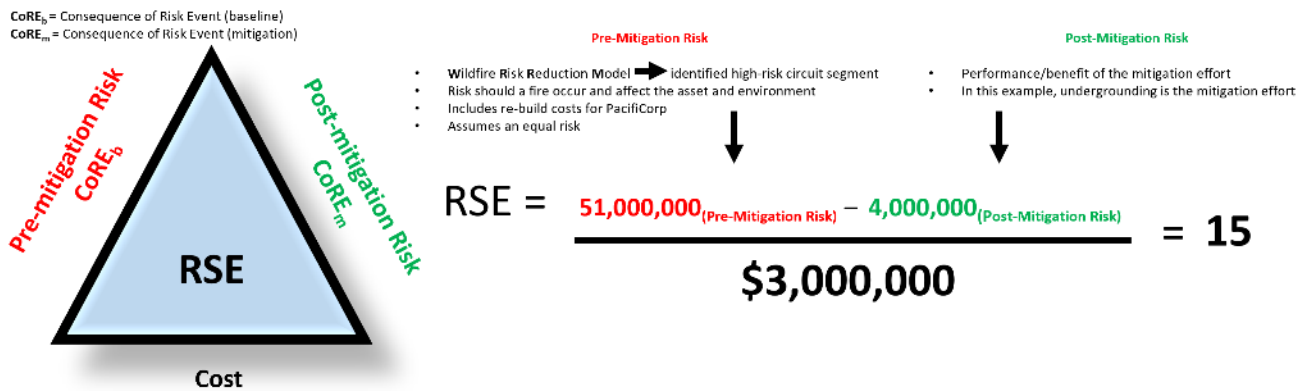 CoREb = Consequence of Risk Event (baseline)
CoREm = Consequence of Risk Event (mitigation)
Pre-mitigation Risk
CoREb
Post-mitigation Risk
CoREm
RSE
Cost
Pre-Mitigation Risk
• Wildfire Risk Reduction Model identified high-risk circuit segment
• Risk should a fire occur and affect the asset and environment
• Includes re-build costs for PacifiCorp
• Assumes an equal risk
Post-Mitigation Risk
• Performance/benefit of the mitigation effort
• In this example, undergrounding is the mitigation effort
RSE = 51,000,000(Pre-Mitigation Risk) – 4,000,000(Post-Mitigation Risk) = 15
$3,000,000